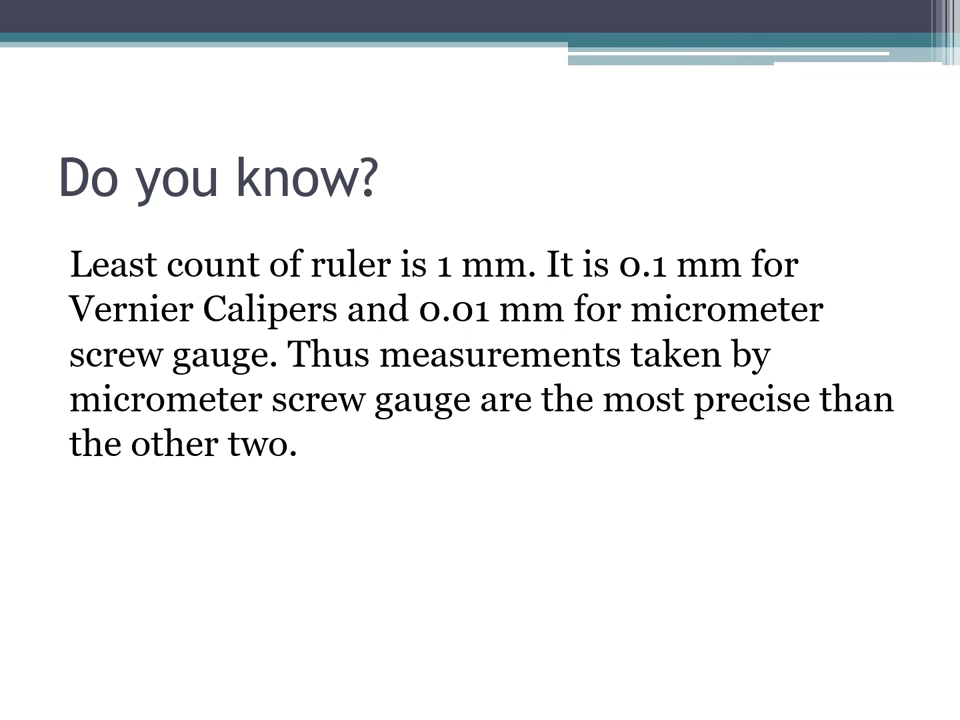 Do you know?
Least count of ruler is 1 mm. It is 0.1 mm for
Vernier Calipers and 0.01 mm for micrometer
screw gauge. Thus measurements taken by
micrometer screw gauge are the most precise than
the other two.